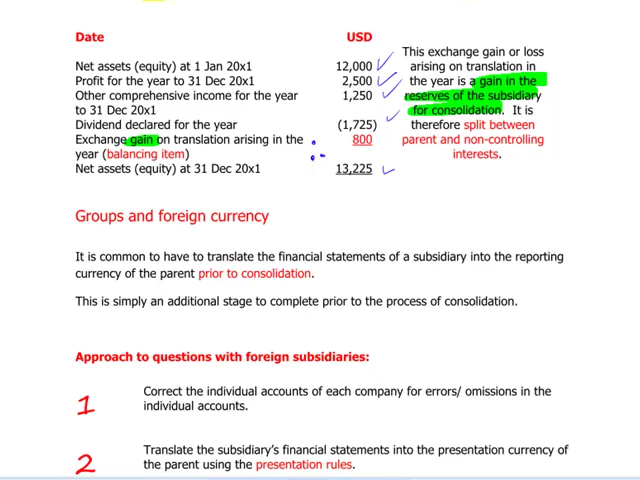 Date USD
Net assets (equity) at 1 Jan 20x1 12,000
Profit for the year to 31 Dec 20x1 2,500
Other comprehensive income for the year 1,250
to 31 Dec 20x1
Dividend declared for the year (1,725)
Exchange gain on translation arising in the 800
year (balancing item)
Net assets (equity) at 31 Dec 20x1 13,225
This exchange gain or loss
arising on translation in
the year is a gain in the
reserves of the subsidiary
for consolidation. It is
therefore split between
parent and non-controlling
interests.
Groups and foreign currency
It is common to have to translate the financial statements of a subsidiary into the reporting
currency of the parent prior to consolidation.
This is simply an additional stage to complete prior to the process of consolidation.
Approach to questions with foreign subsidiaries:
1 Correct the individual accounts of each company for errors/ omissions in the
individual accounts.
2 Translate the subsidiary's financial statements into the presentation currency of
the parent using the presentation rules.